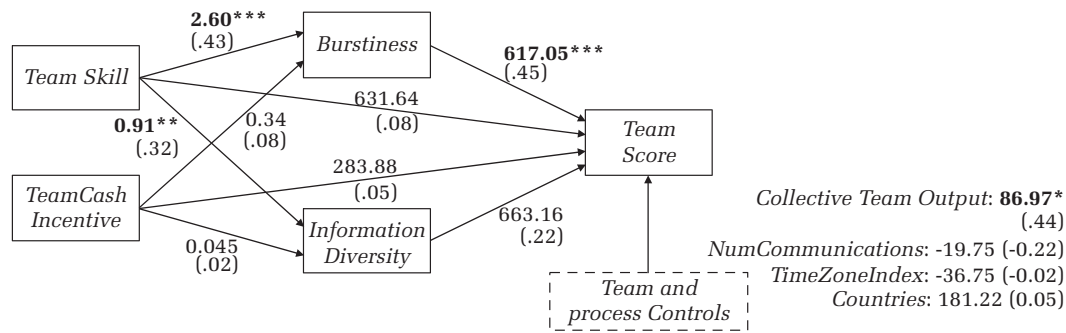 2.60***
(.43)
Burstiness
617.05***
(.45)
Team Skill
631.64
(.08)
0.91**
(.32)
0.34
(.08)
Team
Score
TeamCash
Incentive
283.88
(.05)
0.045
(.02)
Information
Diversity
663.16
(.22)
Team and
process Controls
Collective Team Output: 86.97*
(.44)
NumCommunications: -19.75 (-0.22)
TimeZoneIndex: -36.75 (-0.02)
Countries: 181.22 (0.05)